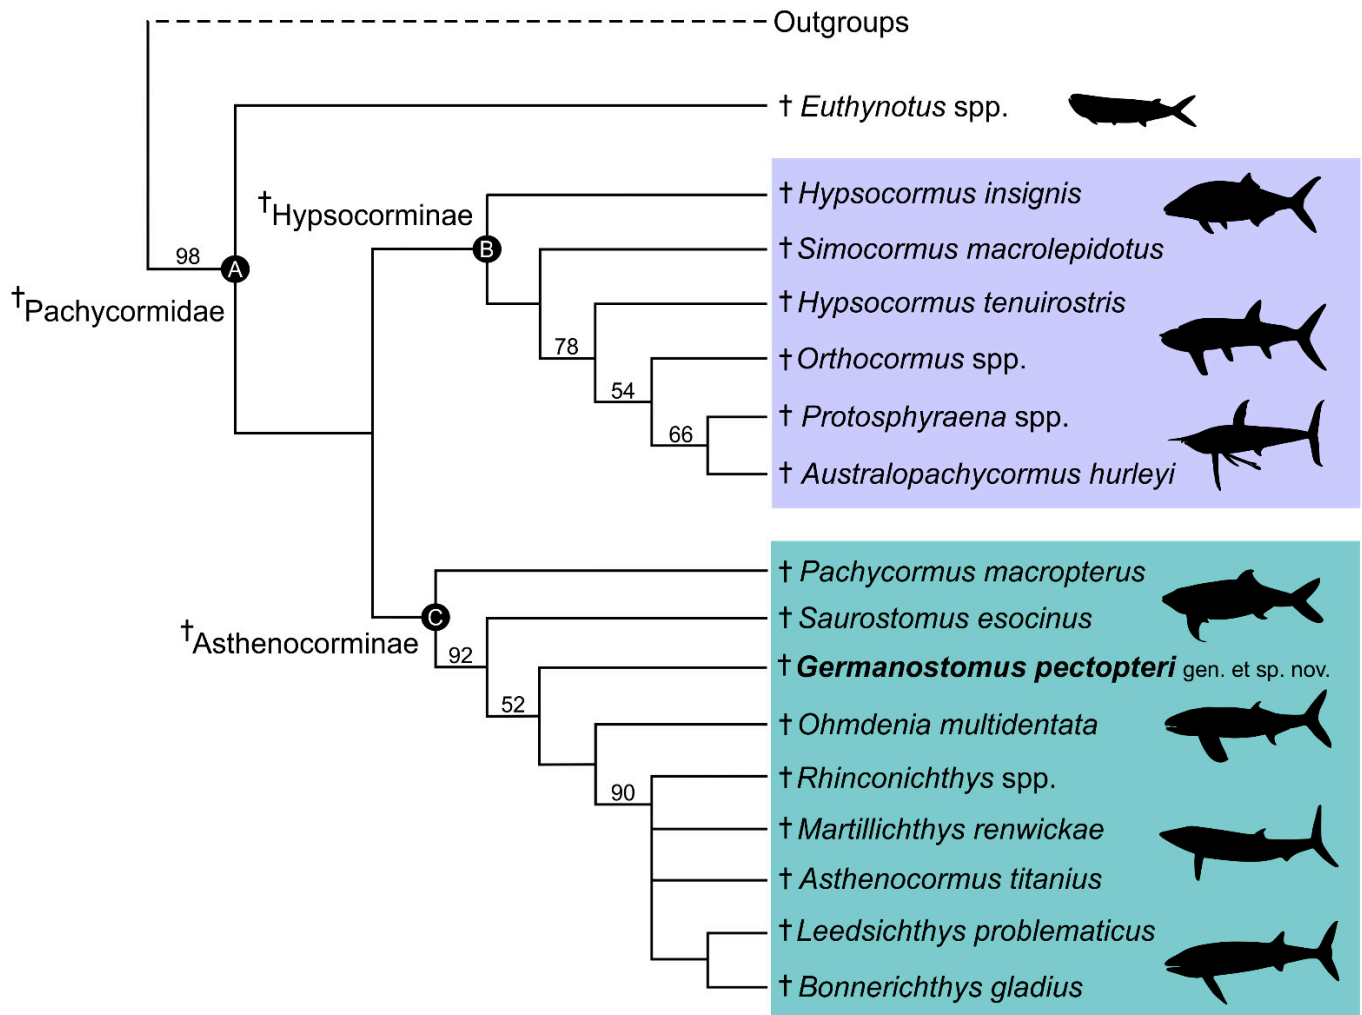 Outgroups
† Euthynotus spp.
† Hypsocormus insignis
†Hypsocorminae
B
† Simocormus macrolepidotus
98
A
† Hypsocormus tenuirostris
†Pachycormidae
78
† Orthocormus spp.
54
† Protosphyraena spp.
66
† Australopachycormus hurleyi
† Pachycormus macropterus
C
† Saurostomus esocinus
†Asthenocorminae
92
† Germanostomus pectopteri gen. et sp. nov.
52
† Ohmdenia multidentata
† Rhinconichthys spp.
90
† Martillichthys renwickae
† Asthenocormus titanius
† Leedsichthys problematicus
† Bonnerichthys gladius